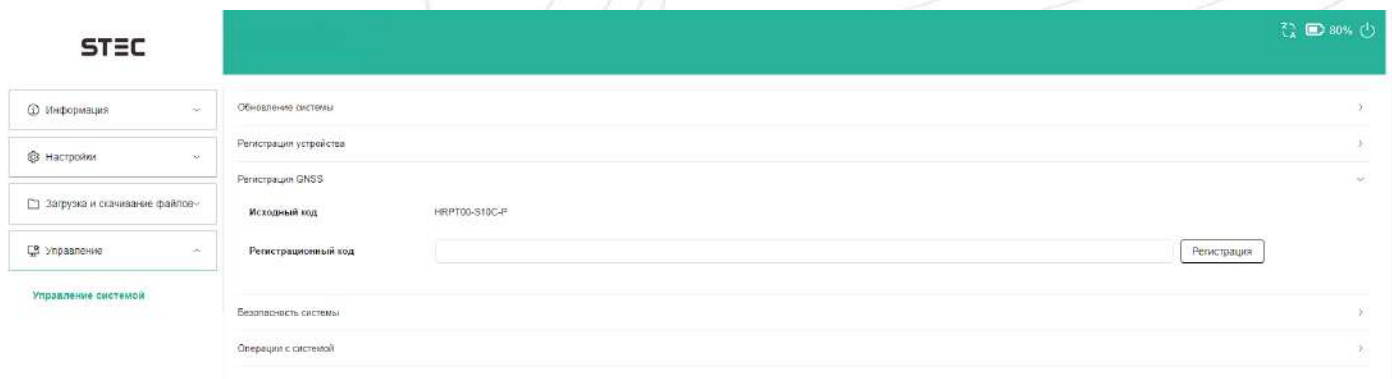 STEC
80%
Информация
Настройки
Загрузка и скачивание файлов
Управление
Управление системой
Обновление системы
Регистрация устройства
Регистрация GNSS
Исходный код HRPT00-S10C-P
Регистрационный код Регистрация
Безопасность системы
Операции с системой